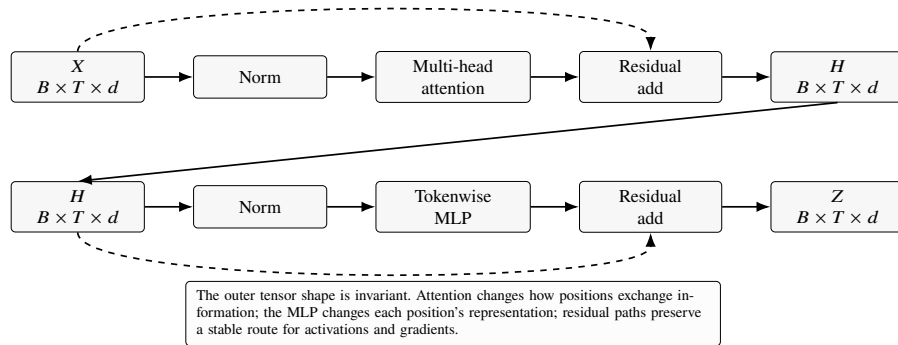 X
B × T × d
Norm
Multi-head
attention
Residual
add
H
B × T × d
H
B × T × d
Norm
Tokenwise
MLP
Residual
add
Z
B × T × d
The outer tensor shape is invariant. Attention changes how positions exchange in-
formation; the MLP changes each position's representation; residual paths preserve
a stable route for activations and gradients.